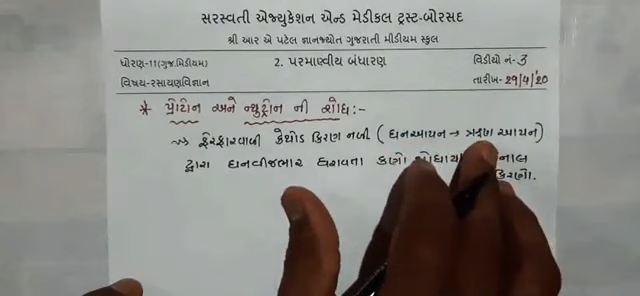 સરસ્વતી એજ્યુકેશન એન્ડ મેડીકલ ટ્રસ્ટ-બોરસદ
શ્રી આર એ પટેલ જ્ઞાનજ્યોત ગુજરાતી મીડીયમ સ્કુલ
ધોરણ-11(ગુજ.મિડીયમ) 2. પરમાણ્વીય બંધારણ વિડીયો નં-3
વિષય-રસાયણવિજ્ઞાન તારીખ-29/4/20
* પ્રોટોન અને ન્યુટ્રોન ની શોધ:-
~> ફેરફારવાળી કેથોડ કિરણ નળી (ધનઆયન → ઋણ આયન)
દ્વારા ધનવીજભાર ધરાવતા કણો
કિરણો.